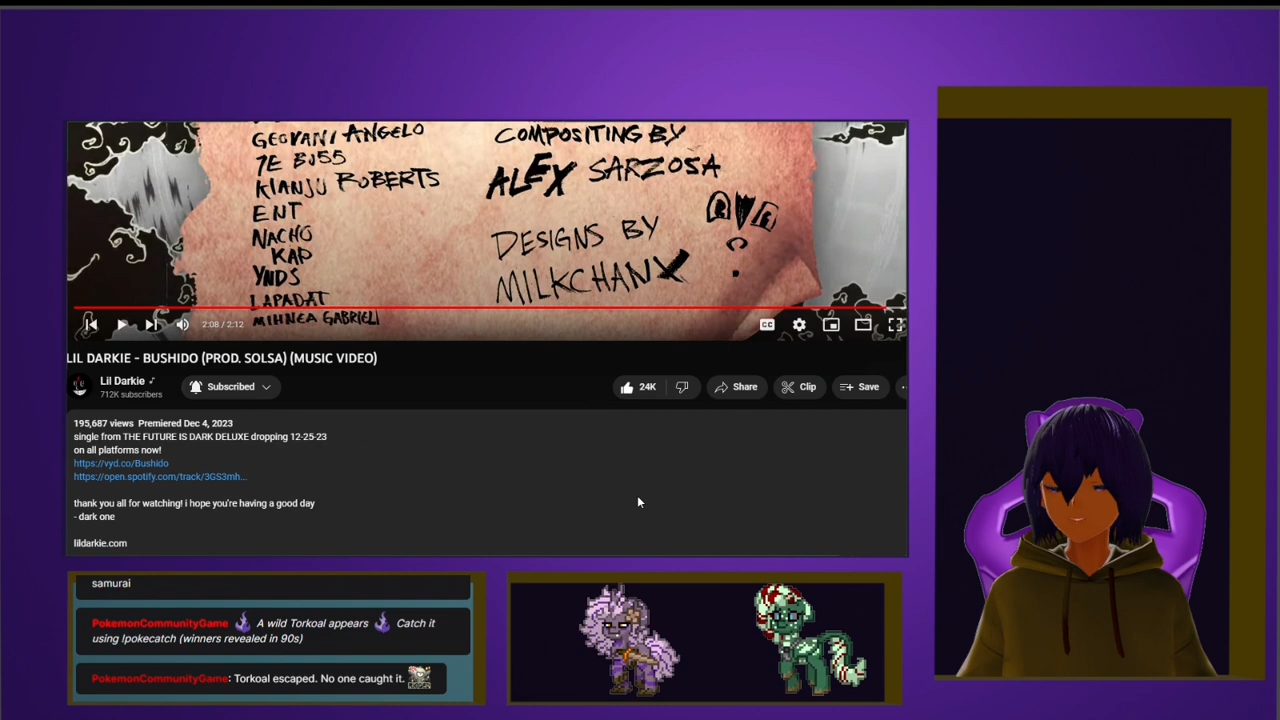 GEOVANI ANGELO
7E BOSS
KIANJU ROBERTS
ENT
NACHO
KAP
YNDS
LAPADAT
MIHNEA GABRIEL
COMPOSITING BY
ALEX SARZOSA
DESIGNS BY
MILKCHANX
2:08 / 2:12
CC
LIL DARKIE - BUSHIDO (PROD. SOLSA) (MUSIC VIDEO)
Lil Darkie
712K subscribers
Subscribed
24K
Share
Clip
Save
195,687 views Premiered Dec 4, 2023
single from THE FUTURE IS DARK DELUXE dropping 12-25-23
on all platforms now!
https://vyd.co/Bushido
https://open.spotify.com/track/3GS3mh...
thank you all for watching! i hope you're having a good day
- dark one
lildarkie.com
samurai
PokemonCommunityGame A wild Torkoal appears Catch it
using !pokecatch (winners revealed in 90s)
PokemonCommunityGame: Torkoal escaped. No one caught it.